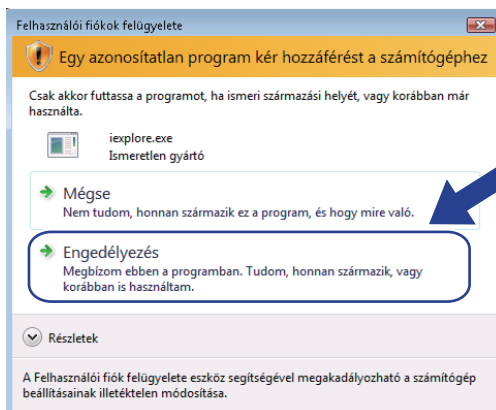 Felhasználói fiókok felügyelete
Egy azonosítatlan program kér hozzáférést a számítógéphez
Csak akkor futtassa a programot, ha ismeri származási helyét, vagy korábban már
használta.
iexplore.exe
Ismeretlen gyártó
Mégse
Nem tudom, honnan származik ez a program, és hogy mire való.
Engedélyezés
Megbízom ebben a programban. Tudom, honnan származik, vagy
korábban is használtam.
Részletek
A Felhasználói fiók felügyelete eszköz segítségével megakadályozható a számítógép
beállításainak illetéktelen módosítása.